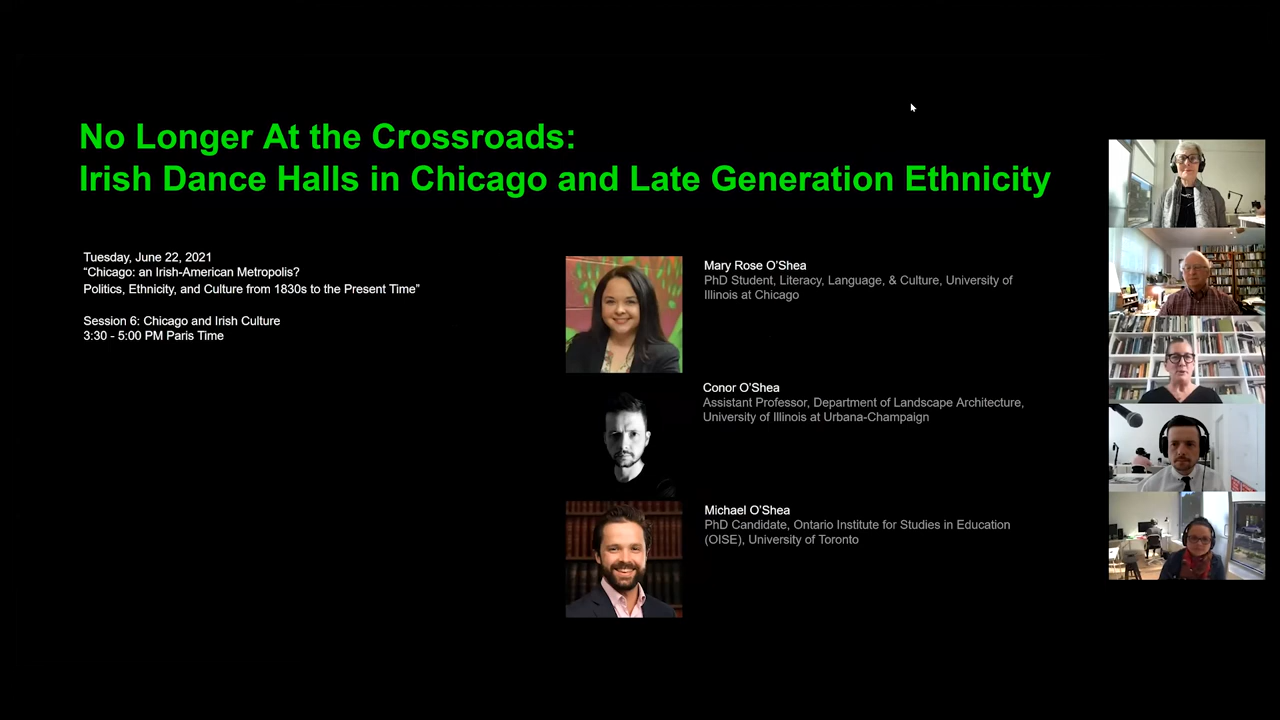 No Longer At the Crossroads:
Irish Dance Halls in Chicago and Late Generation Ethnicity
Tuesday, June 22, 2021
“Chicago: an Irish-American Metropolis?
Politics, Ethnicity, and Culture from 1830s to the Present Time”
Session 6: Chicago and Irish Culture
3:30 - 5:00 PM Paris Time
Mary Rose O’Shea
PhD Student, Literacy, Language, & Culture, University of
Illinois at Chicago
Conor O’Shea
Assistant Professor, Department of Landscape Architecture,
University of Illinois at Urbana-Champaign
Michael O’Shea
PhD Candidate, Ontario Institute for Studies in Education
(OISE), University of Toronto